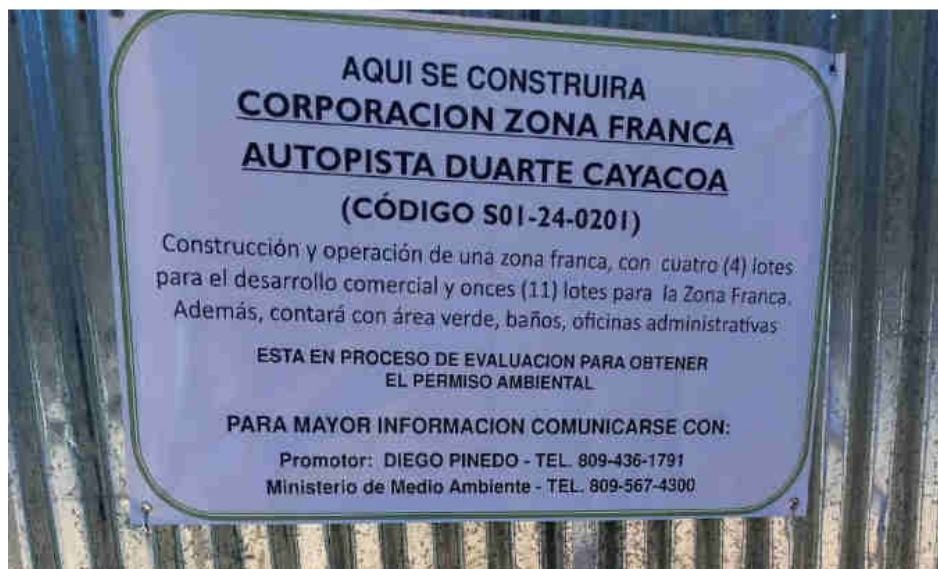 AQUI SE CONSTRUIRA
CORPORACION ZONA FRANCA
AUTOPISTA DUARTE CAYACOA
(CÓDIGO S01-24-0201)
Construcción y operación de una zona franca, con cuatro (4) lotes
para el desarrollo comercial y onces (11) lotes para la Zona Franca.
Además, contará con área verde, baños, oficinas administrativas
ESTA EN PROCESO DE EVALUACION PARA OBTENER
EL PERMISO AMBIENTAL
PARA MAYOR INFORMACION COMUNICARSE CON:
Promotor: DIEGO PINEDO - TEL. 809-436-1791
Ministerio de Medio Ambiente - TEL. 809-567-4300